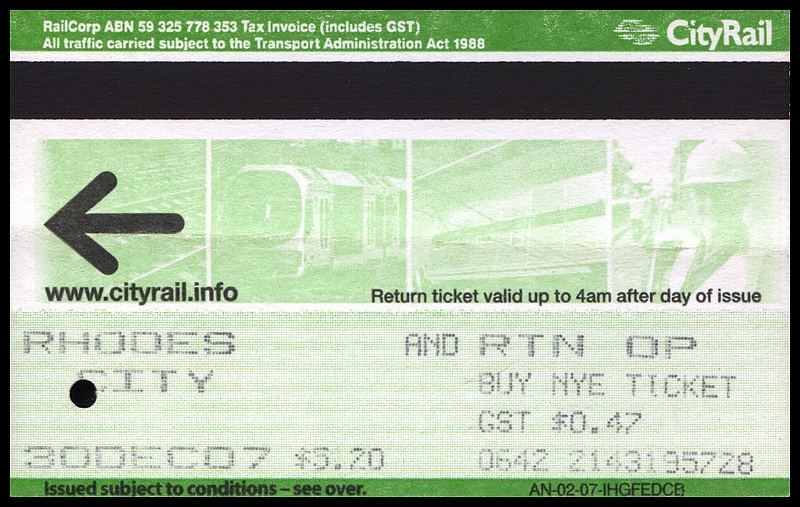 RailCorp ABN 59 325 778 353 Tax Invoice (includes GST)
All traffic carried subject to the Transport Administration Act 1988
CityRail
www.cityrail.info
Return ticket valid up to 4am after day of issue
RHODES AND RTN OP
CITY BUY NYE TICKET
GST $0.47
30DEC07 $5.20 0642 2143195728
Issued subject to conditions – see over.
AN-02-07-IHGFEDCB